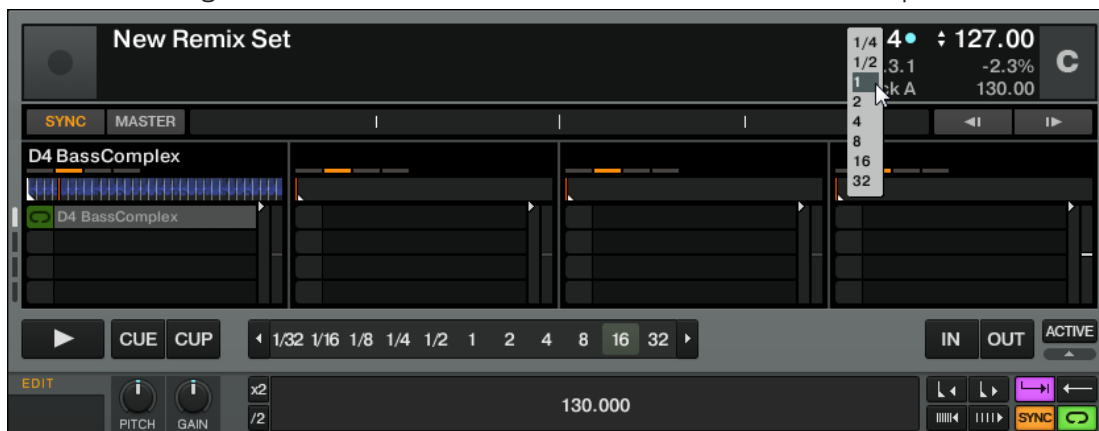 New Remix Set
1/4
1/2
1
2
4
8
16
32
4
127.00
.3.1
-2.3%
ck A
130.00
C
SYNC MASTER
D4 BassComplex
D4 BassComplex
CUE CUP
1/32 1/16 1/8 1/4 1/2 1 2 4 8 16 32
IN OUT ACTIVE
EDIT
PITCH GAIN
x2
/2
130.000
SYNC